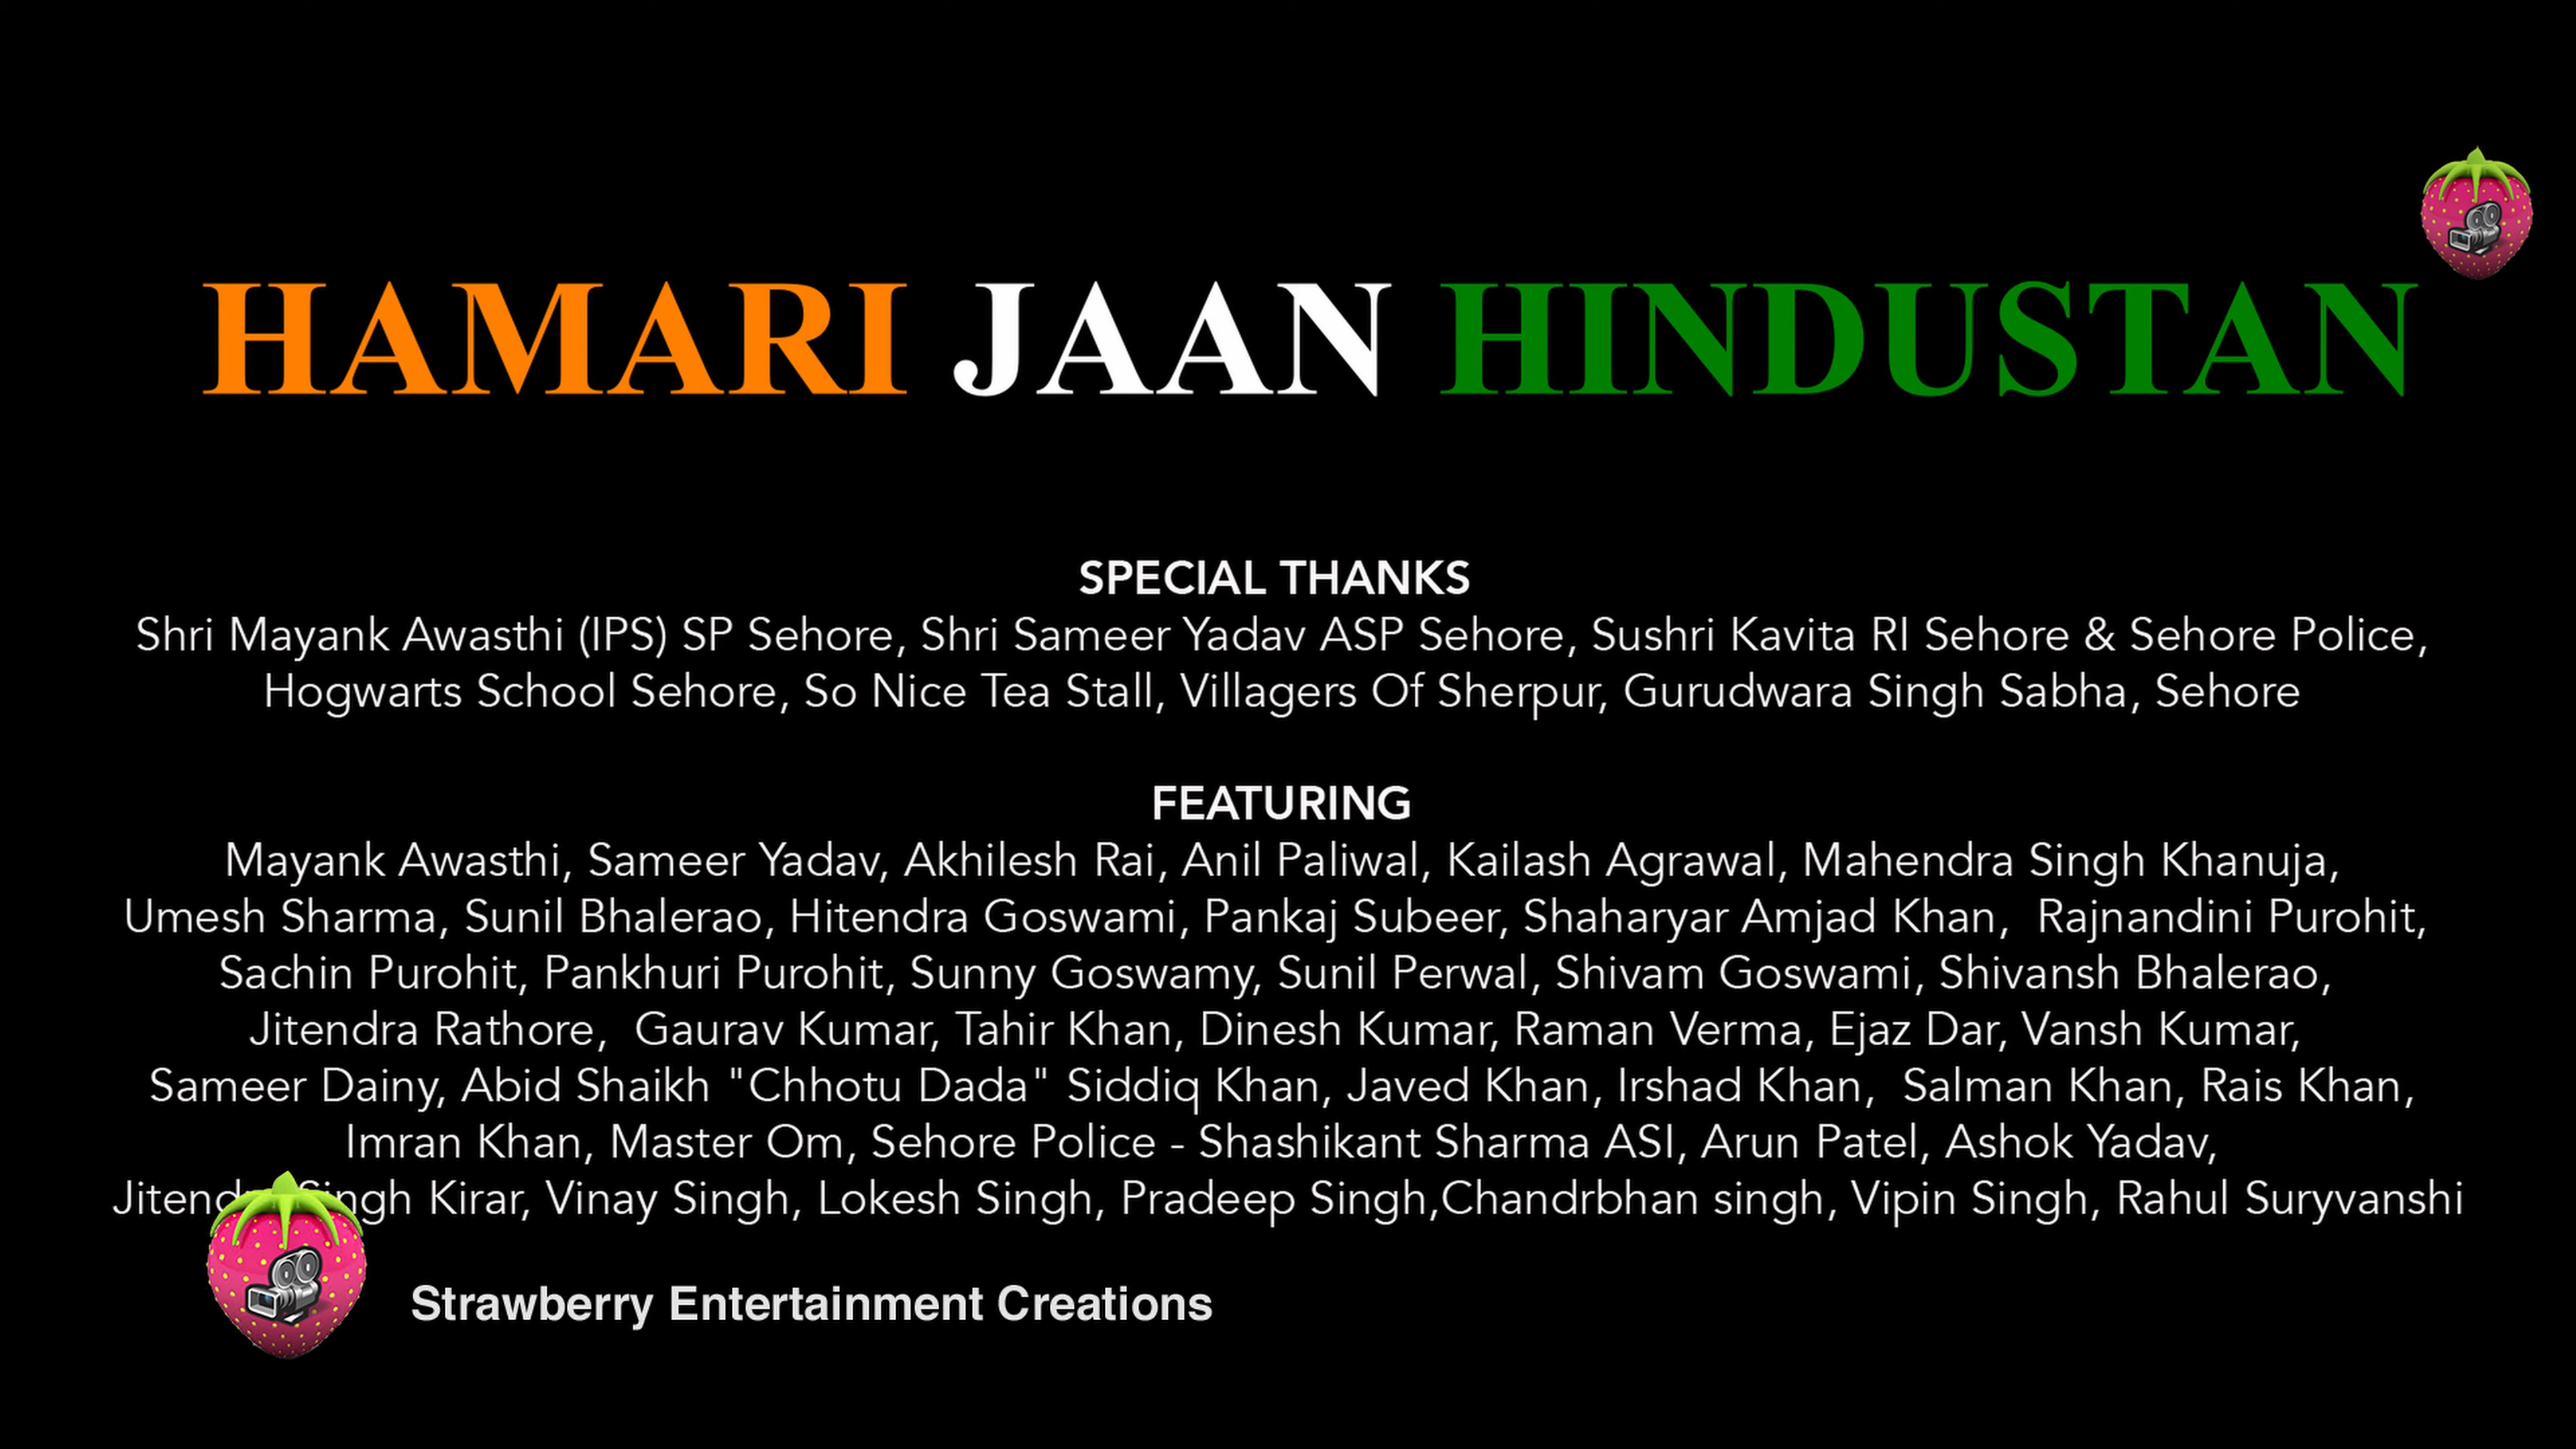 HAMARI JAAN HINDUSTAN
SPECIAL THANKS
Shri Mayank Awasthi (IPS) SP Sehore, Shri Sameer Yadav ASP Sehore, Sushri Kavita RI Sehore & Sehore Police,
Hogwarts School Sehore, So Nice Tea Stall, Villagers Of Sherpur, Gurudwara Singh Sabha, Sehore
FEATURING
Mayank Awasthi, Sameer Yadav, Akhilesh Rai, Anil Paliwal, Kailash Agrawal, Mahendra Singh Khanuja,
Umesh Sharma, Sunil Bhalerao, Hitendra Goswami, Pankaj Subeer, Shaharyar Amjad Khan, Rajnandini Purohit,
Sachin Purohit, Pankhuri Purohit, Sunny Goswamy, Sunil Perwal, Shivam Goswami, Shivansh Bhalerao,
Jitendra Rathore, Gaurav Kumar, Tahir Khan, Dinesh Kumar, Raman Verma, Ejaz Dar, Vansh Kumar,
Sameer Dainy, Abid Shaikh "Chhotu Dada" Siddiq Khan, Javed Khan, Irshad Khan, Salman Khan, Rais Khan,
Imran Khan, Master Om, Sehore Police - Shashikant Sharma ASI, Arun Patel, Ashok Yadav,
Singh Kirar, Vinay Singh, Lokesh Singh, Pradeep Singh,Chandrbhan singh, Vipin Singh, Rahul Suryvanshi
Strawberry Entertainment Creations